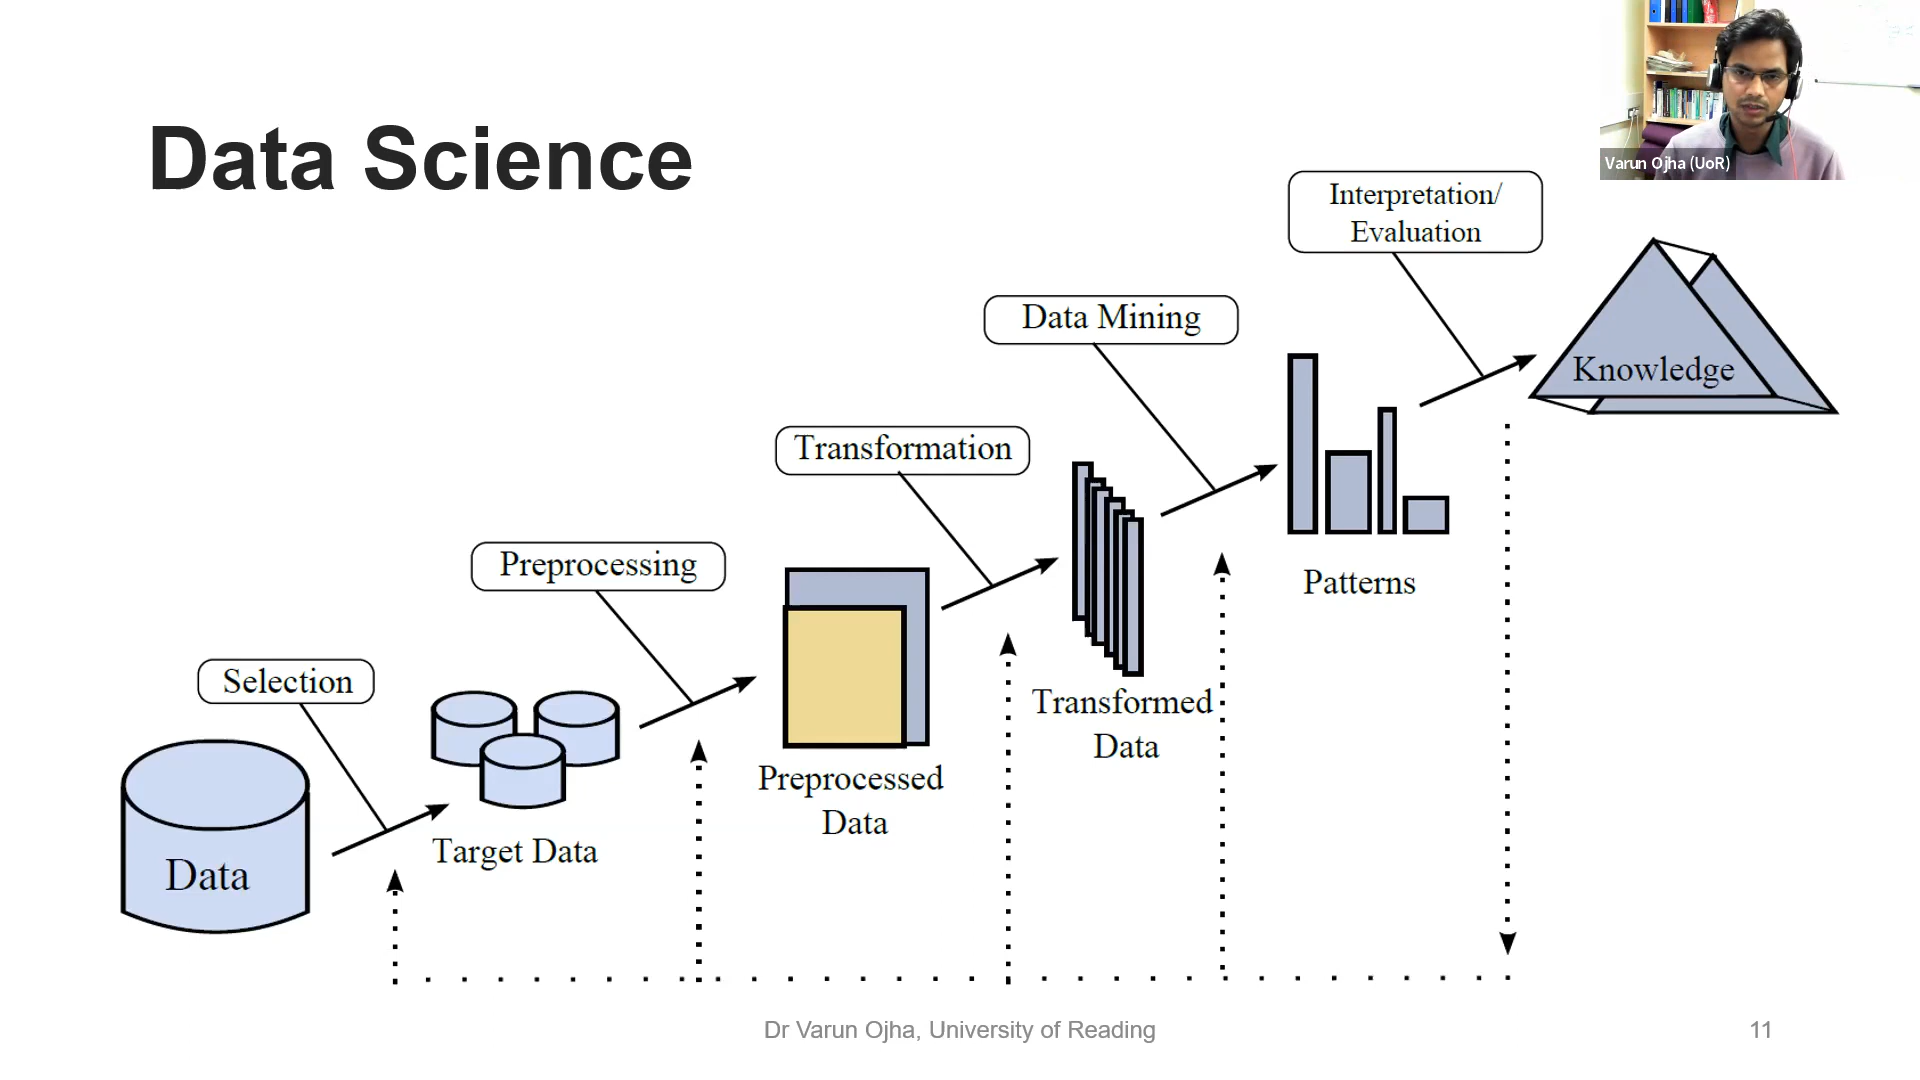 Data Science
Varun Ojha (UoR)
Interpretation/
Evaluation
Knowledge
Data Mining
Patterns
Transformation
Transformed
Data
Preprocessing
Preprocessed
Data
Selection
Target Data
Data
Dr Varun Ojha, University of Reading
11